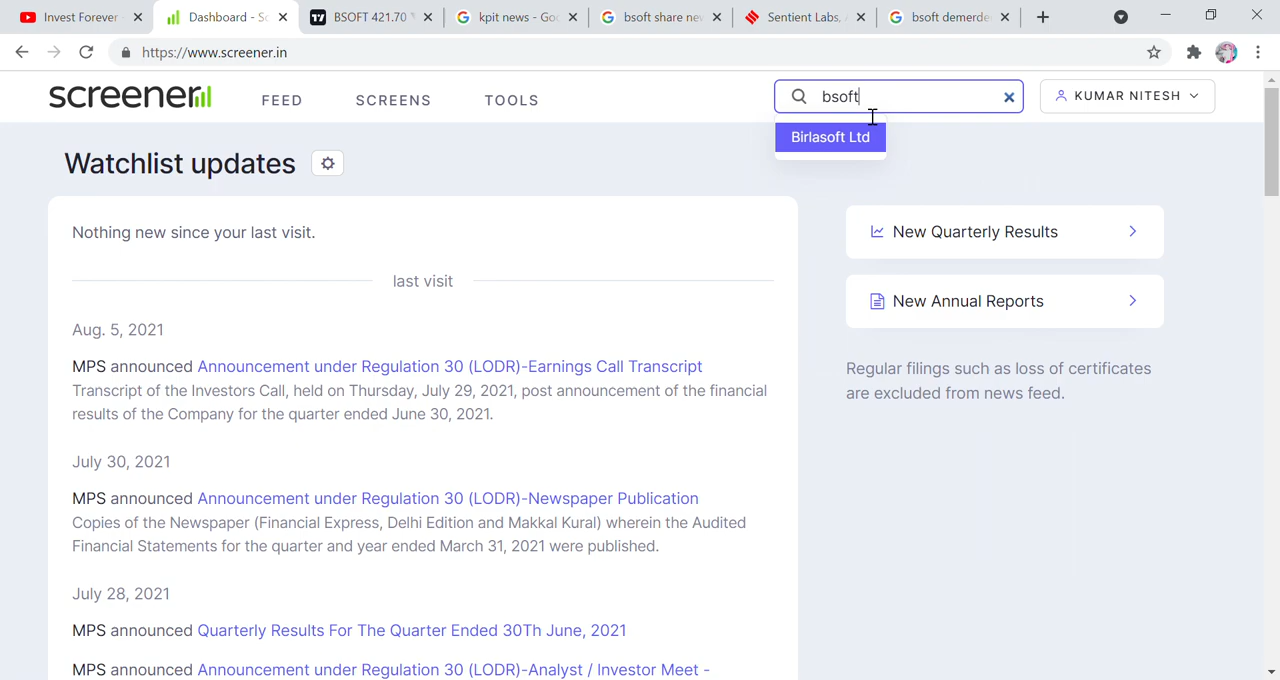 Invest Forever
Dashboard - Sc
BSOFT 421.70
kpit news - Goo
bsoft share nev
Sentient Labs,
bsoft demerde
https://www.screener.in
screener
FEED
SCREENS
TOOLS
bsoft
KUMAR NITESH
Birlasoft Ltd
Watchlist updates
Nothing new since your last visit.
last visit
Aug. 5, 2021
MPS announced Announcement under Regulation 30 (LODR)-Earnings Call Transcript
Transcript of the Investors Call, held on Thursday, July 29, 2021, post announcement of the financial
results of the Company for the quarter ended June 30, 2021.
July 30, 2021
MPS announced Announcement under Regulation 30 (LODR)-Newspaper Publication
Copies of the Newspaper (Financial Express, Delhi Edition and Makkal Kural) wherein the Audited
Financial Statements for the quarter and year ended March 31, 2021 were published.
July 28, 2021
MPS announced Quarterly Results For The Quarter Ended 30Th June, 2021
MPS announced Announcement under Regulation 30 (LODR)-Analyst / Investor Meet -
New Quarterly Results
New Annual Reports
Regular filings such as loss of certificates
are excluded from news feed.